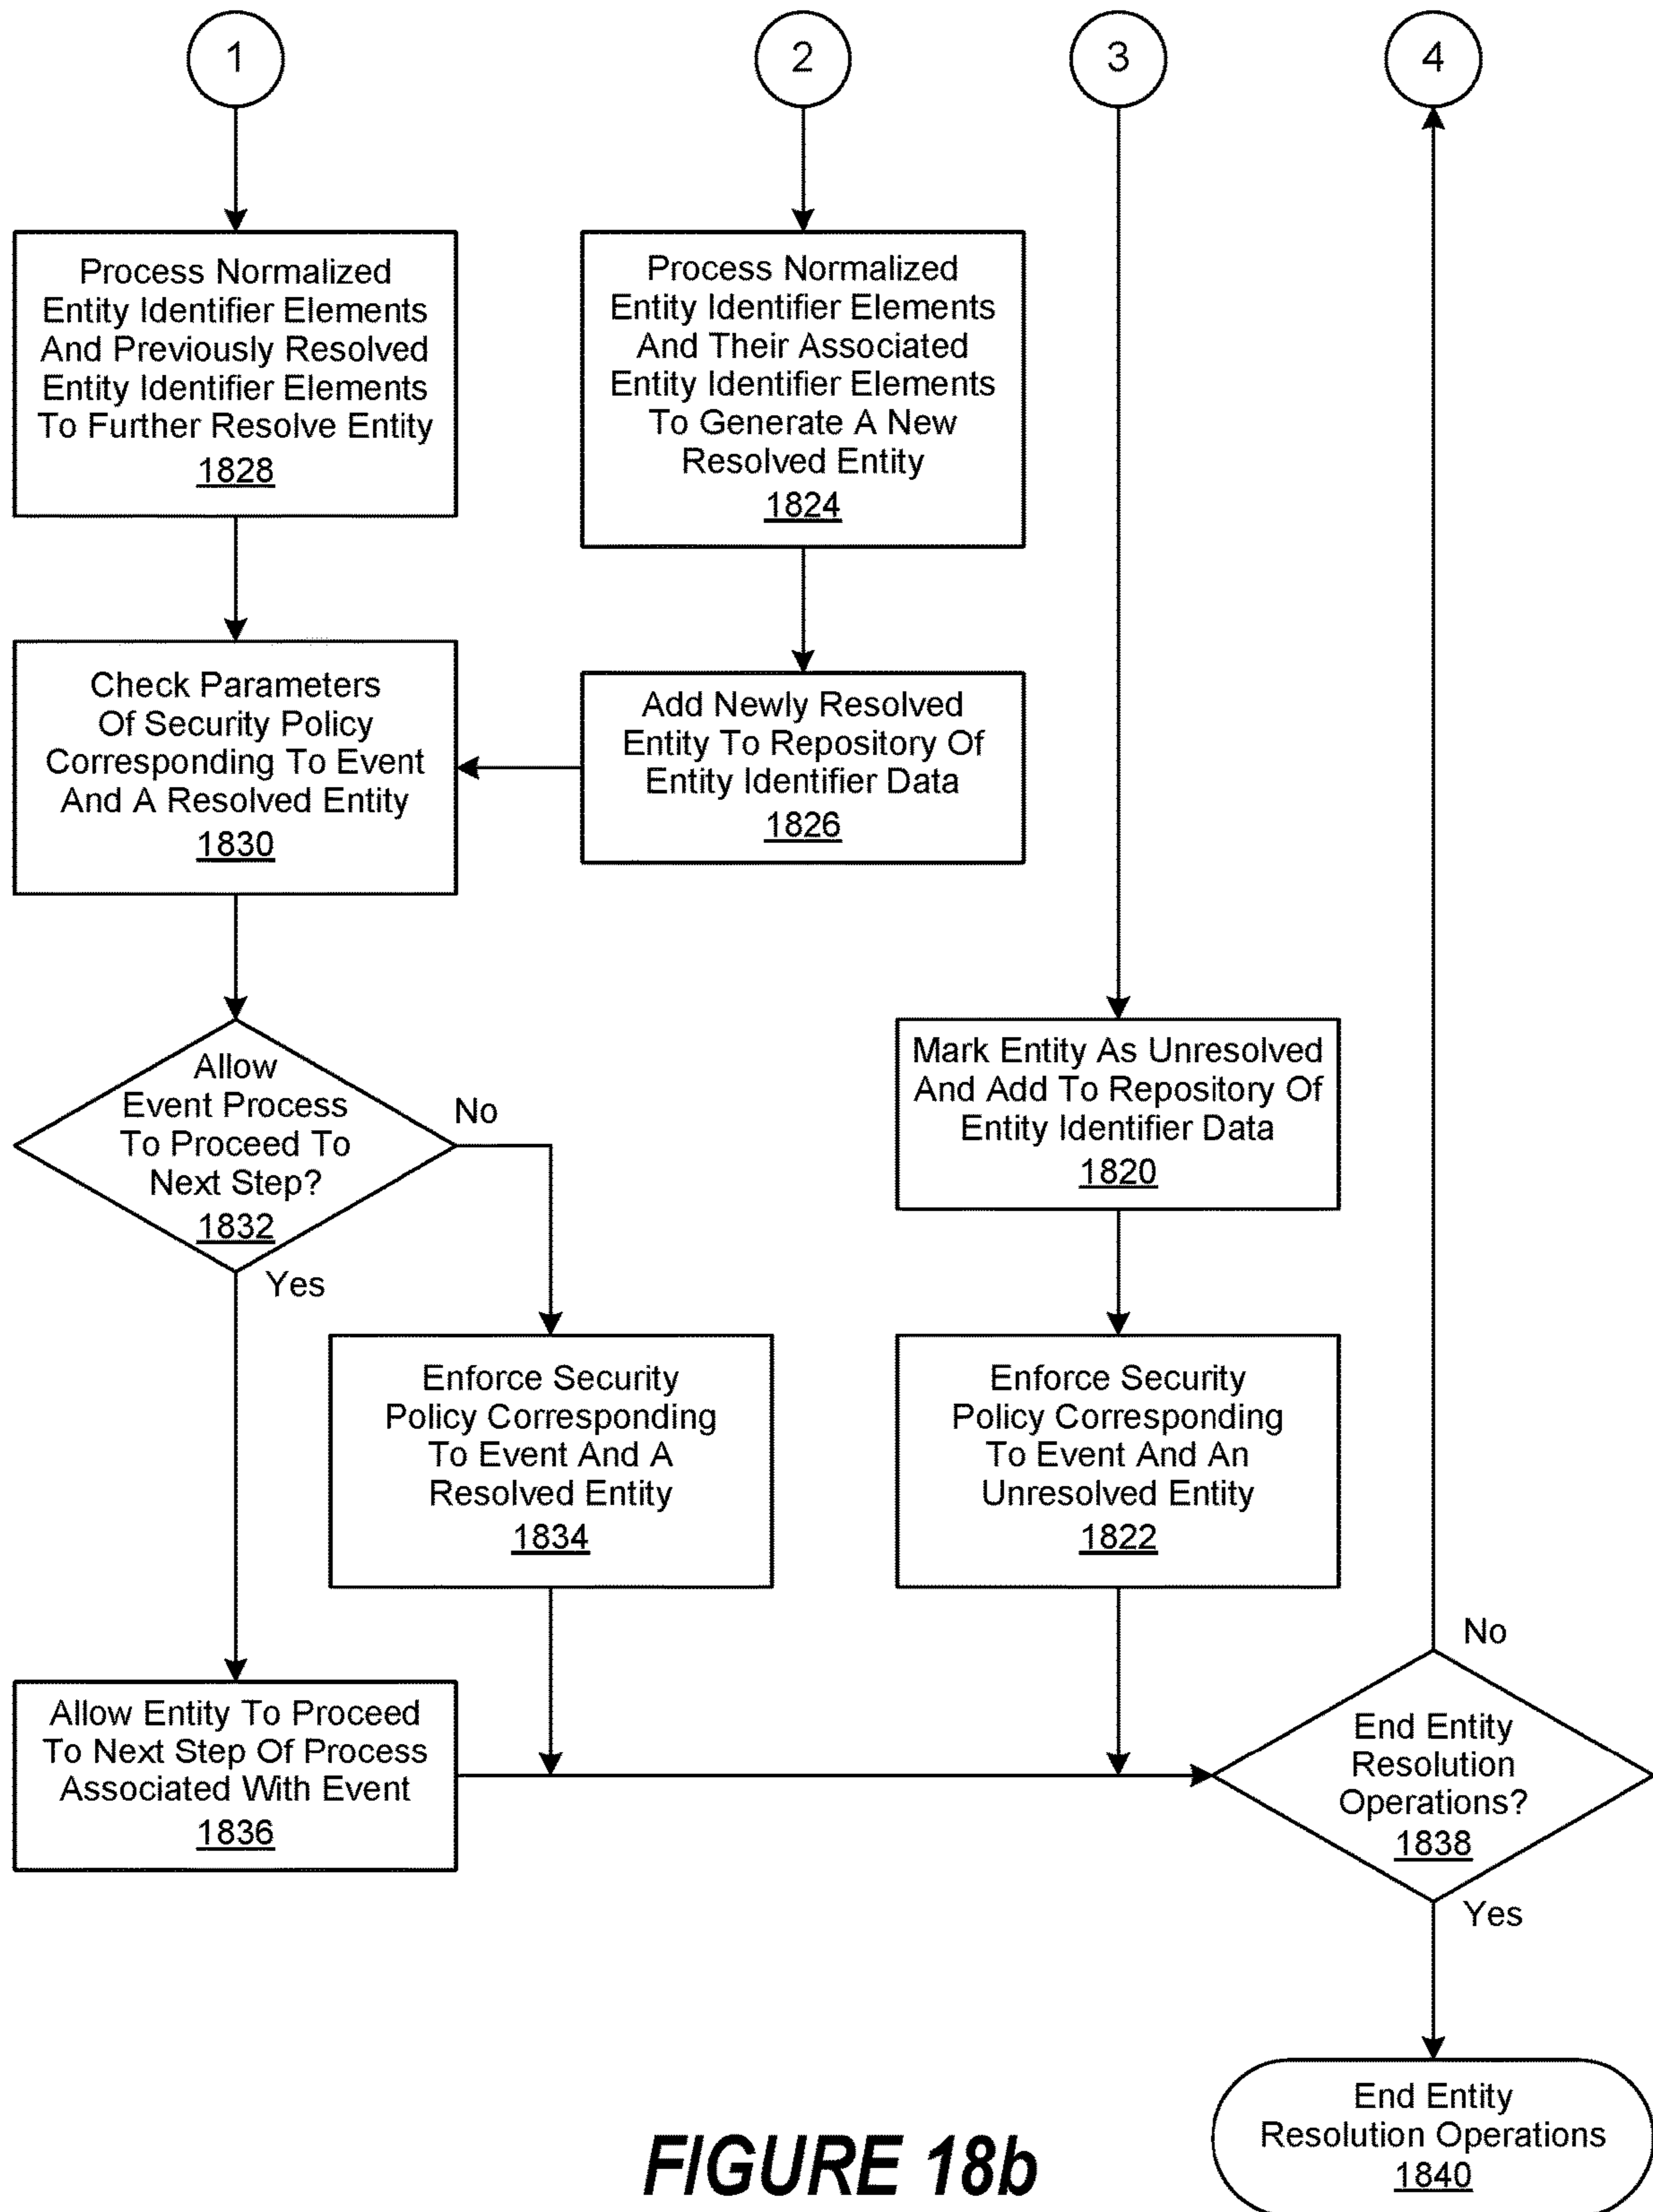 1
2
3
4
Process Normalized
Entity Identifier Elements
And Previously Resolved
Entity Identifier Elements
To Further Resolve Entity
1828
Process Normalized
Entity Identifier Elements
And Their Associated
Entity Identifier Elements
To Generate A New
Resolved Entity
1824
Check Parameters
Of Security Policy
Corresponding To Event
And A Resolved Entity
1830
Add Newly Resolved
Entity To Repository Of
Entity Identifier Data
1826
Allow
Event Process
To Proceed To
Next Step?
1832
No
Yes
Mark Entity As Unresolved
And Add To Repository Of
Entity Identifier Data
1820
Enforce Security
Policy Corresponding
To Event And A
Resolved Entity
1834
Enforce Security
Policy Corresponding
To Event And An
Unresolved Entity
1822
Allow Entity To Proceed
To Next Step Of Process
Associated With Event
1836
No
End Entity
Resolution
Operations?
1838
Yes
End Entity
Resolution Operations
1840
FIGURE 18b